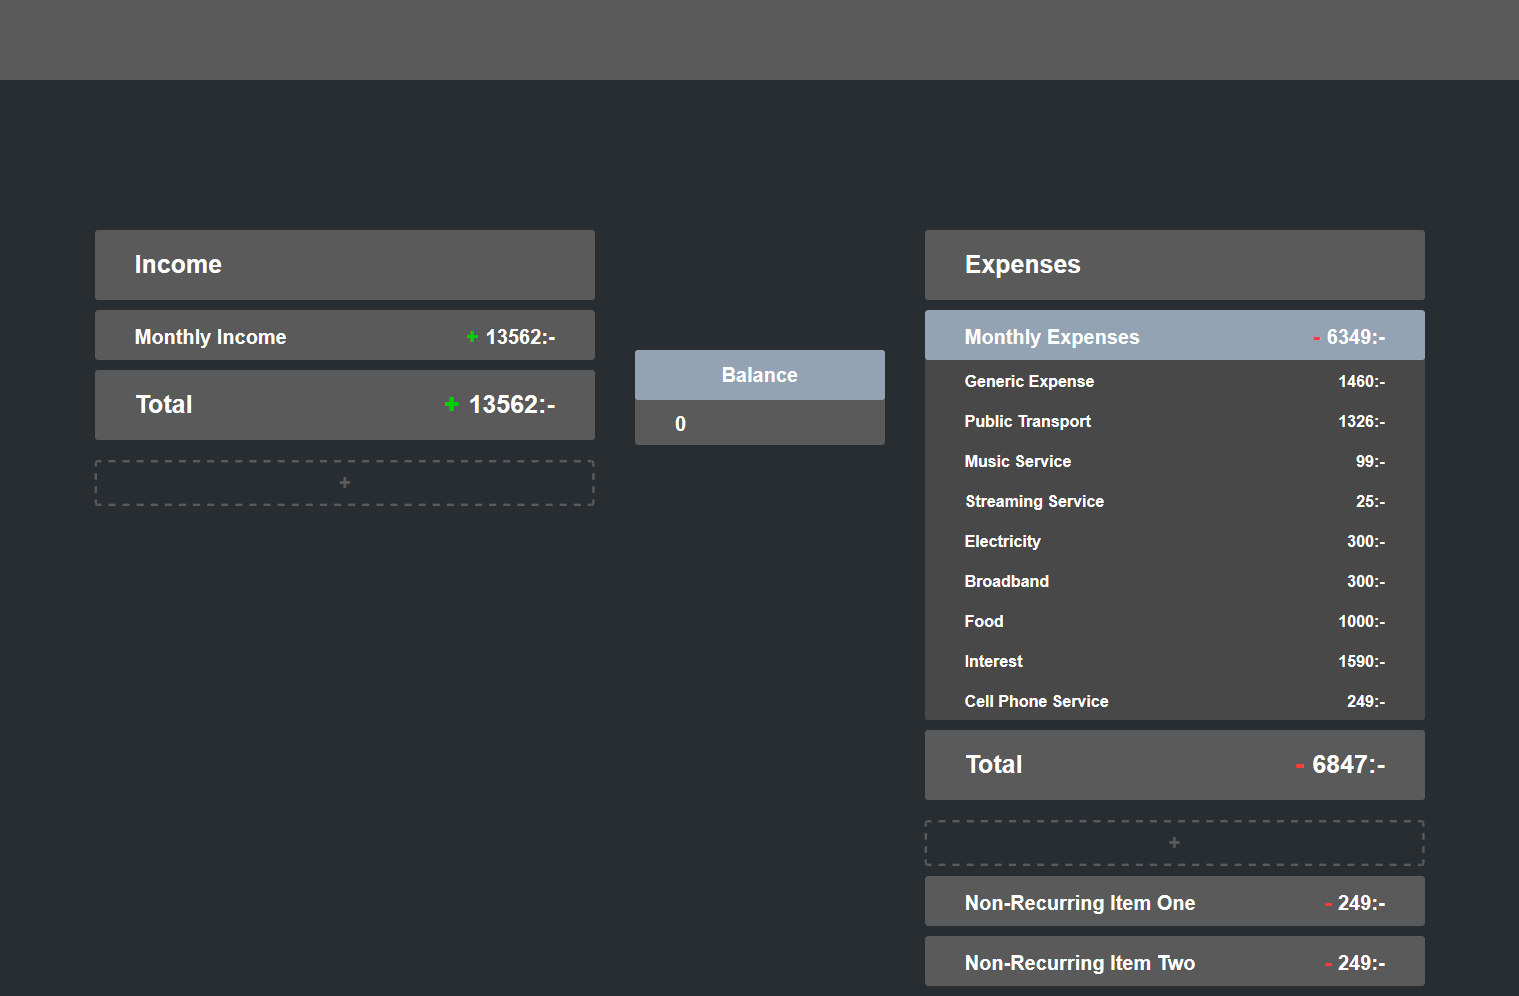 Income
Monthly Income + 13562:-
Total + 13562:-
+
Balance
0
Expenses
Monthly Expenses - 6349:-
Generic Expense 1460:-
Public Transport 1326:-
Music Service 99:-
Streaming Service 25:-
Electricity 300:-
Broadband 300:-
Food 1000:-
Interest 1590:-
Cell Phone Service 249:-
Total - 6847:-
+
Non-Recurring Item One - 249:-
Non-Recurring Item Two - 249:-